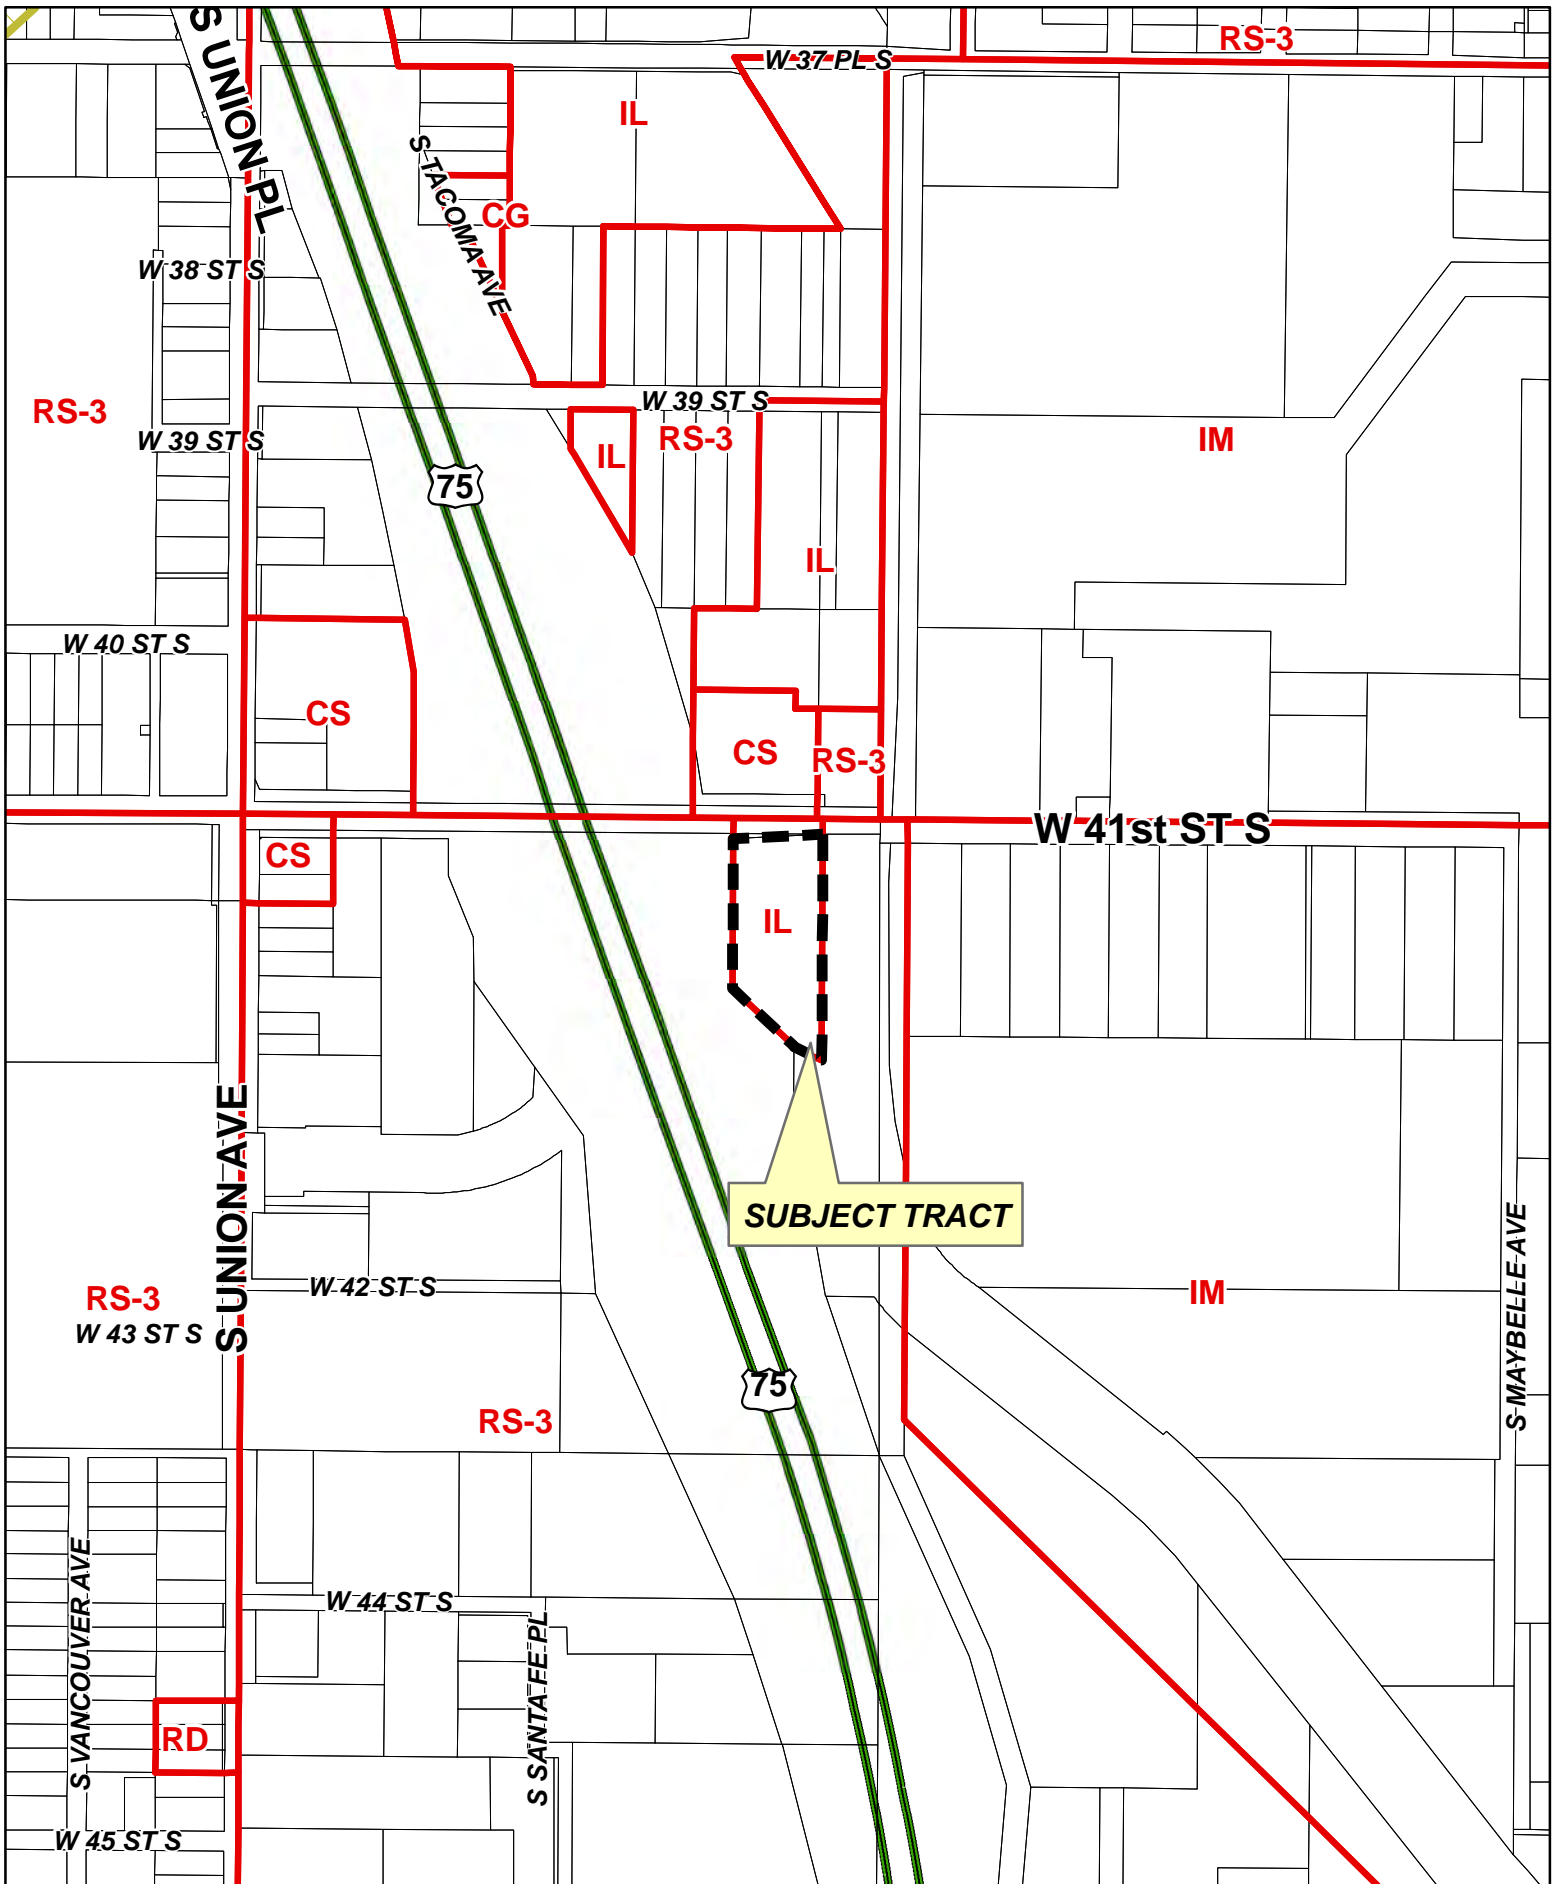 S UNION PL
RS-3
W 37 PL S
IL
S TACOMA AVE
CG
W 38 ST S
RS-3
W 39 ST S
W 39 ST S
RS-3
IL
IM
75
IL
W 40 ST S
CS
CS
RS-3
W 41st ST S
CS
IL
S UNION AVE
SUBJECT TRACT
RS-3
W 42 ST S
IM
W 43 ST S
S MAYBELLE AVE
75
RS-3
S VANCOUVER AVE
W 44 ST S
S SANTA FE PL
RD
W 45 ST S